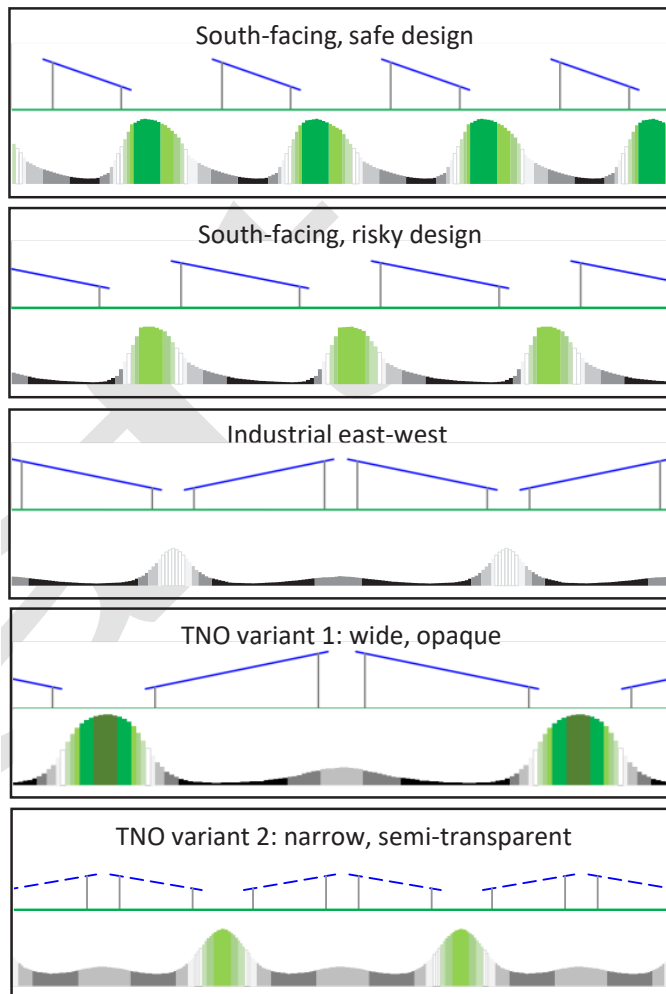 South-facing, safe design
South-facing, risky design
Industrial east-west
TNO variant 1: wide, opaque
TNO variant 2: narrow, semi-transparent